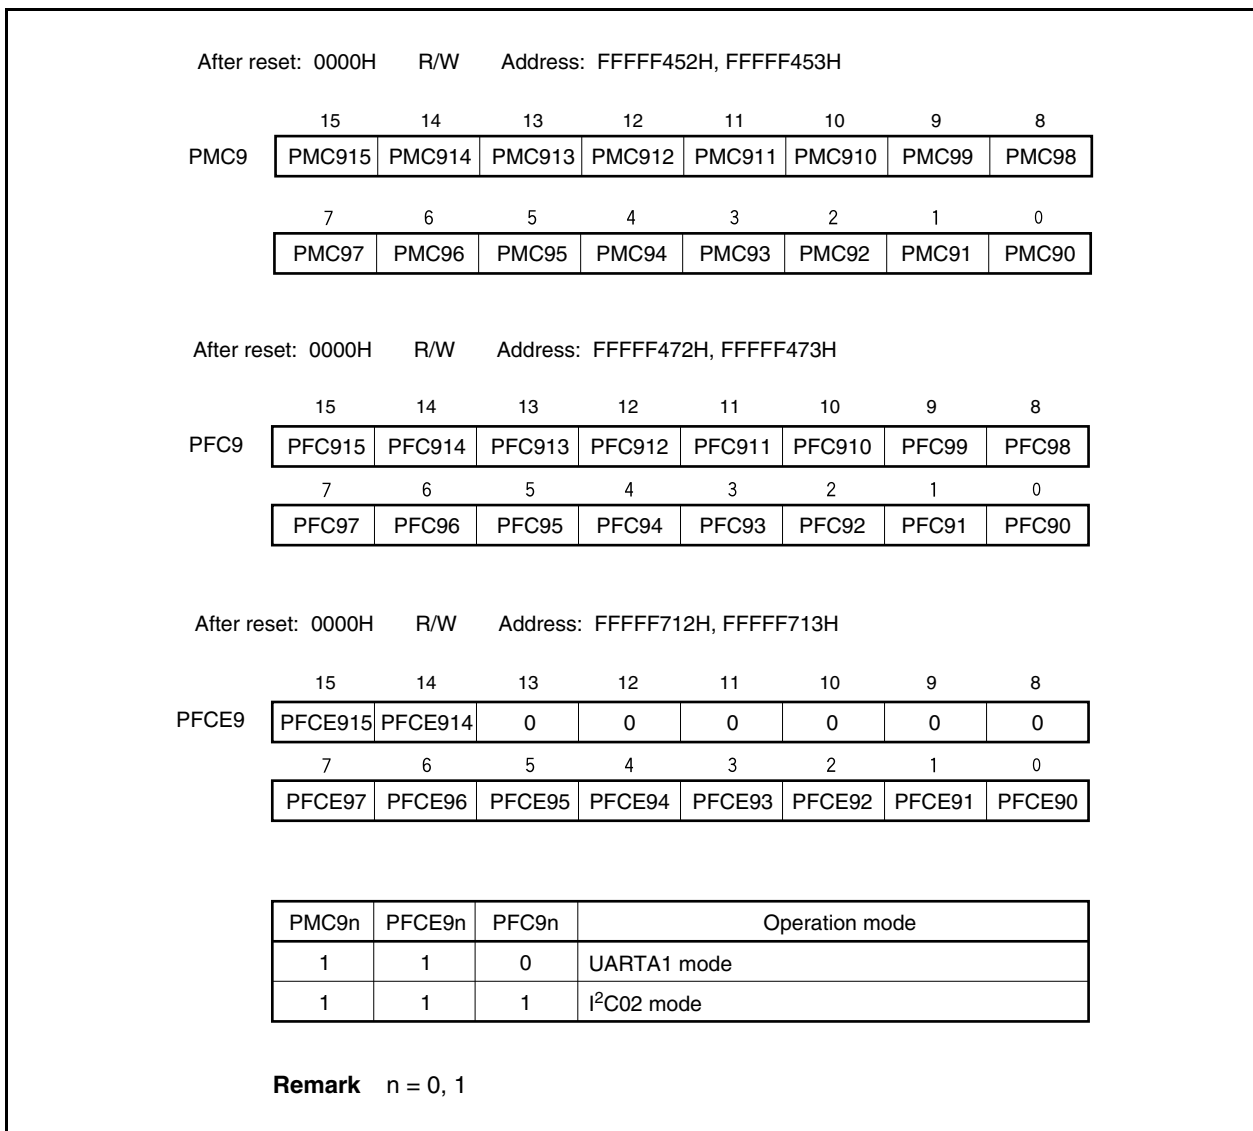 After reset: 0000H R/W Address: FFFFF452H, FFFFF453H
15 14 13 12 11 10 9 8
PMC9 PMC915 PMC914 PMC913 PMC912 PMC911 PMC910 PMC99 PMC98
7 6 5 4 3 2 1 0
PMC97 PMC96 PMC95 PMC94 PMC93 PMC92 PMC91 PMC90
After reset: 0000H R/W Address: FFFFF472H, FFFFF473H
15 14 13 12 11 10 9 8
PFC9 PFC915 PFC914 PFC913 PFC912 PFC911 PFC910 PFC99 PFC98
7 6 5 4 3 2 1 0
PFC97 PFC96 PFC95 PFC94 PFC93 PFC92 PFC91 PFC90
After reset: 0000H R/W Address: FFFFF712H, FFFFF713H
15 14 13 12 11 10 9 8
PFCE9 PFCE915 PFCE914 0 0 0 0 0 0
7 6 5 4 3 2 1 0
PFCE97 PFCE96 PFCE95 PFCE94 PFCE93 PFCE92 PFCE91 PFCE90
PMC9n PFCE9n PFC9n Operation mode
1 1 0 UARTA1 mode
1 1 1 I²C02 mode
Remark n = 0, 1